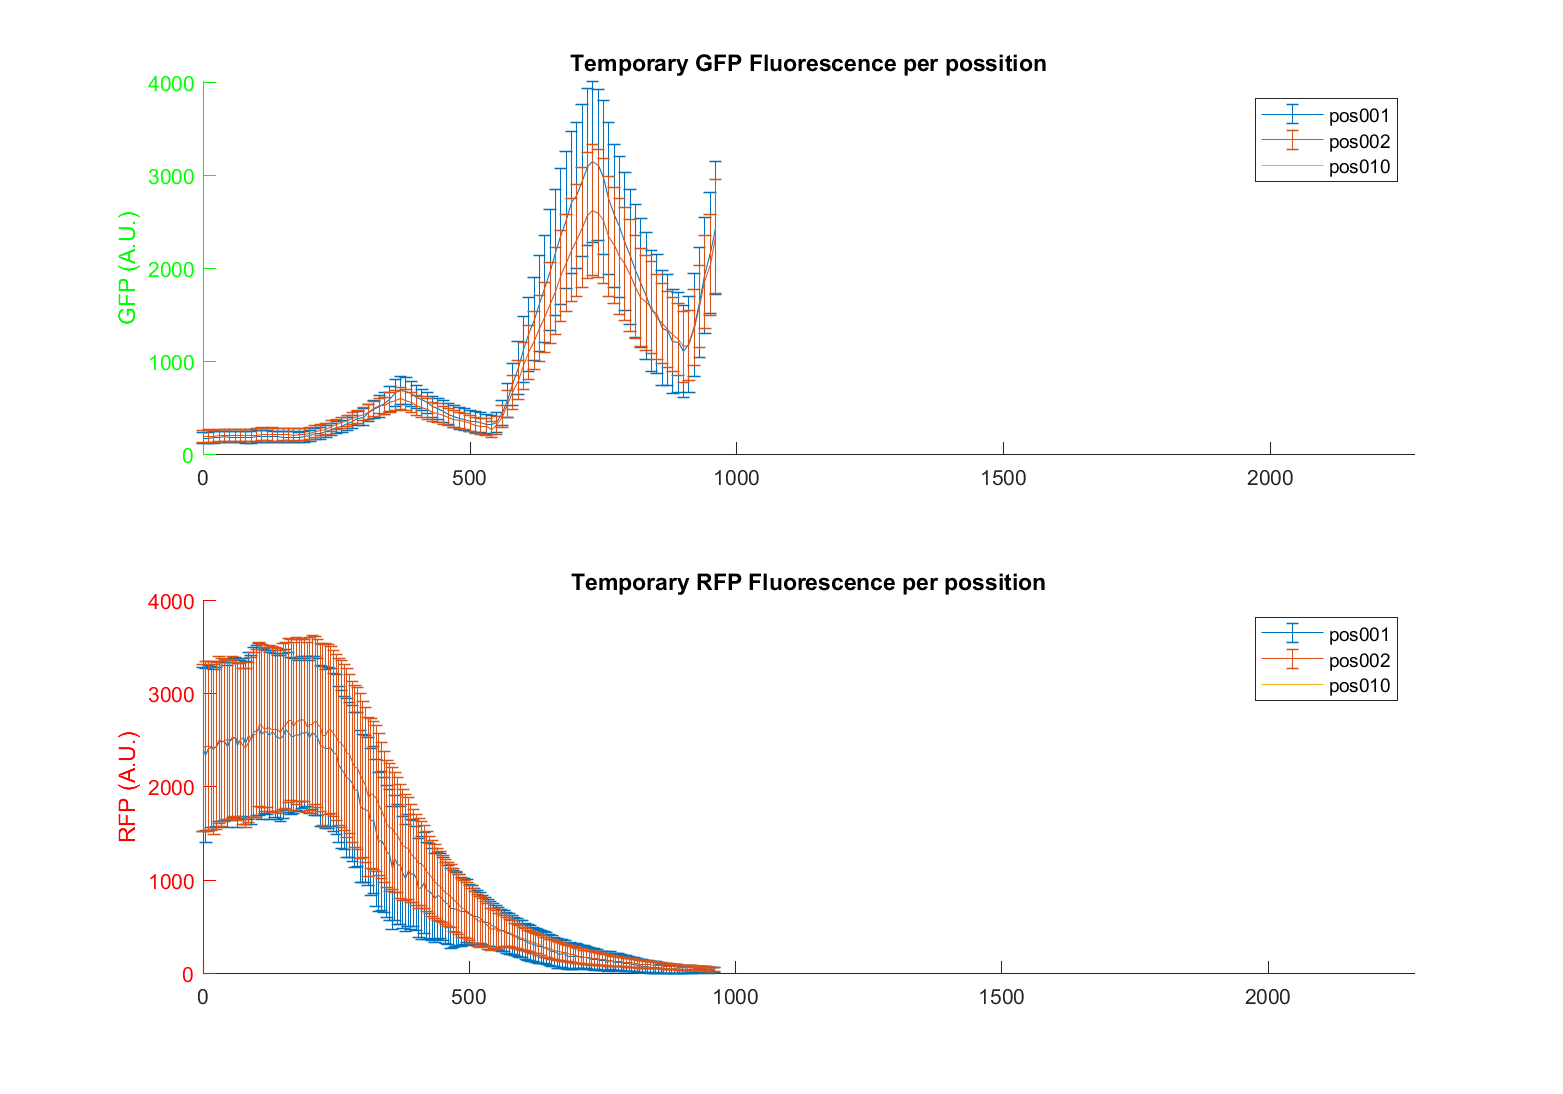 Temporary GFP Fluorescence per possition
4000
3000
2000
1000
0
GFP (A.U.)
pos001
pos002
pos010
0 500 1000 1500 2000
Temporary RFP Fluorescence per possition
4000
3000
2000
1000
0
RFP (A.U.)
pos001
pos002
pos010
0 500 1000 1500 2000